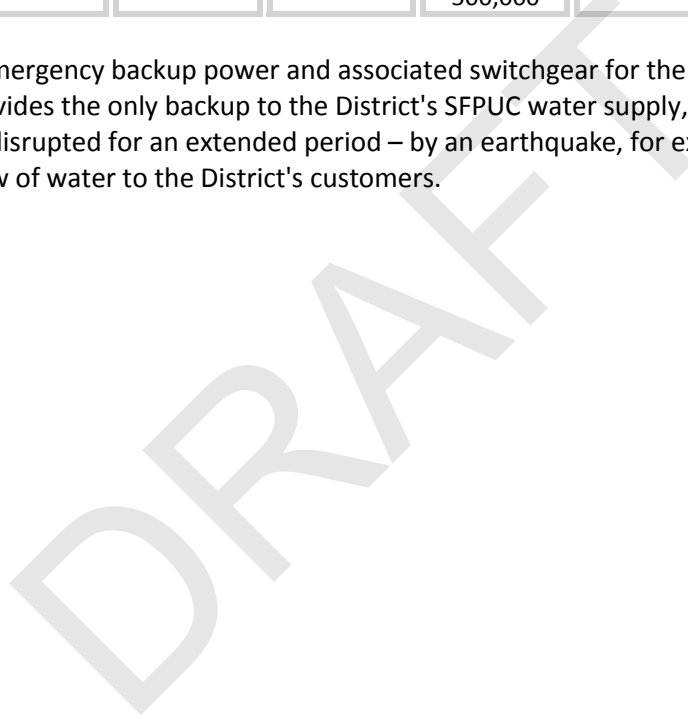 mergency backup power and associated switchgear for the
vides the only backup to the District's SFPUC water supply,
disrupted for an extended period – by an earthquake, for ex
w of water to the District's customers.
DRAFT